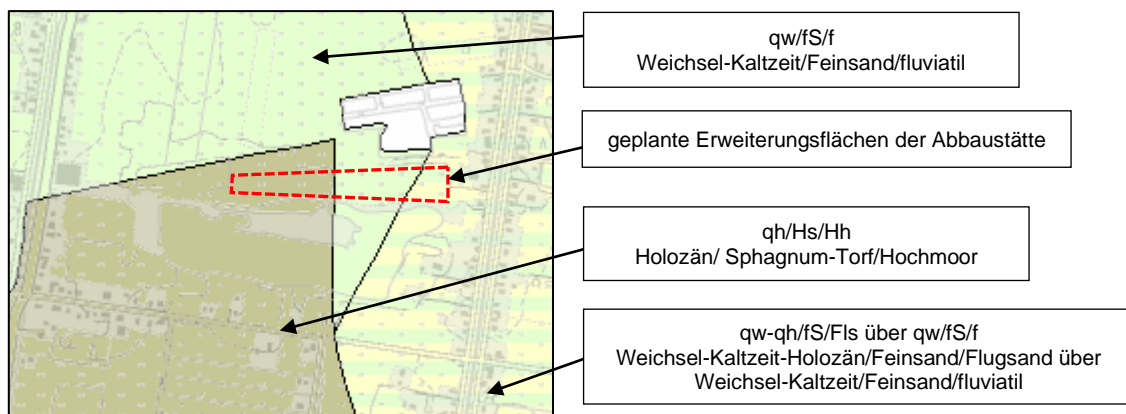 qw/fS/f
Weichsel-Kaltzeit/Feinsand/fluviatil
geplante Erweiterungsflächen der Abbaustätte
qh/Hs/Hh
Holozän/ Sphagnum-Torf/Hochmoor
qw-qh/fS/Fls über qw/fS/f
Weichsel-Kaltzeit-Holozän/Feinsand/Flugsand über
Weichsel-Kaltzeit/Feinsand/fluviatil